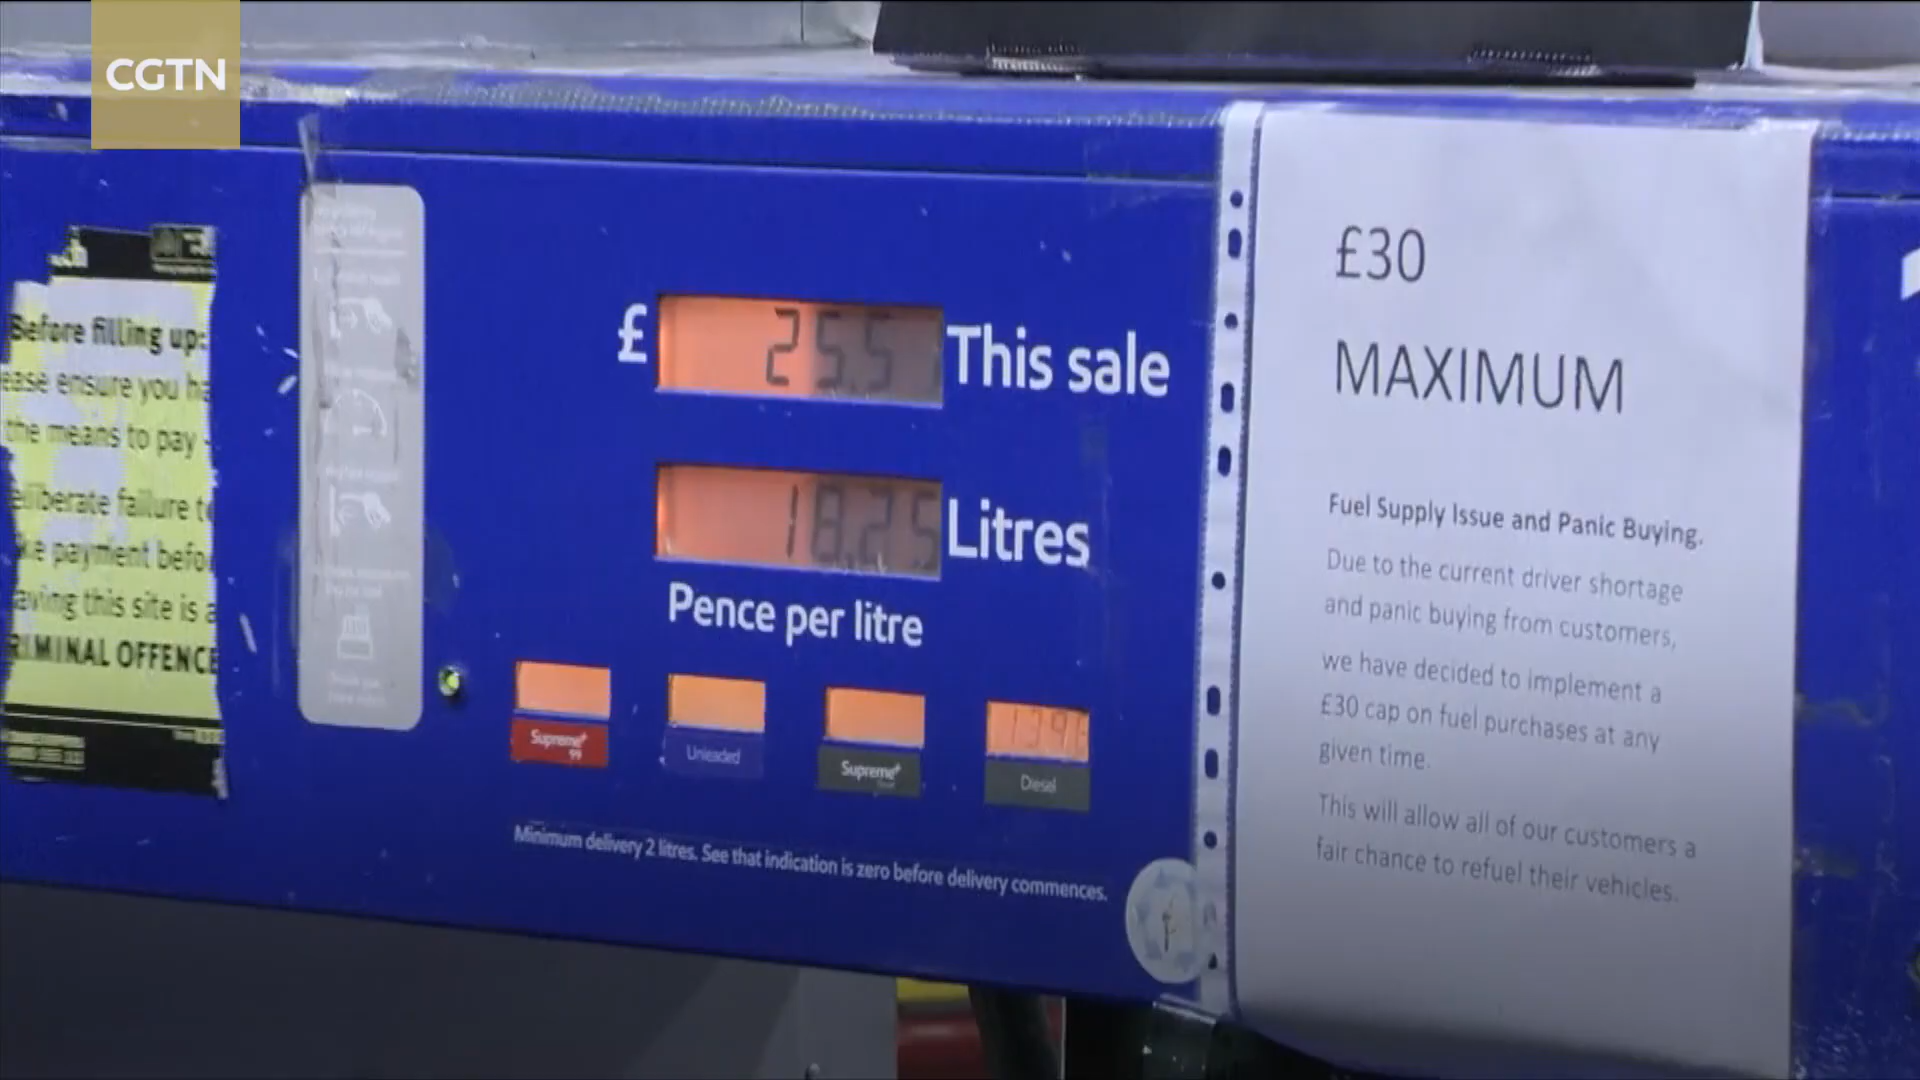 CGTN
Before filling up:
ease ensure you ha
the means to pay -
eliberate failure to
ke payment befo
aving this site is a
RIMINAL OFFENCE
£ 25.5 This sale
18.25 Litres
Pence per litre
Supreme+ 99
Unleaded
Supreme+
139.
Diesel
Minimum delivery 2 litres. See that indication is zero before delivery commences.
£30
MAXIMUM
Fuel Supply Issue and Panic Buying.
Due to the current driver shortage
and panic buying from customers,
we have decided to implement a
£30 cap on fuel purchases at any
given time.
This will allow all of our customers a
fair chance to refuel their vehicles.